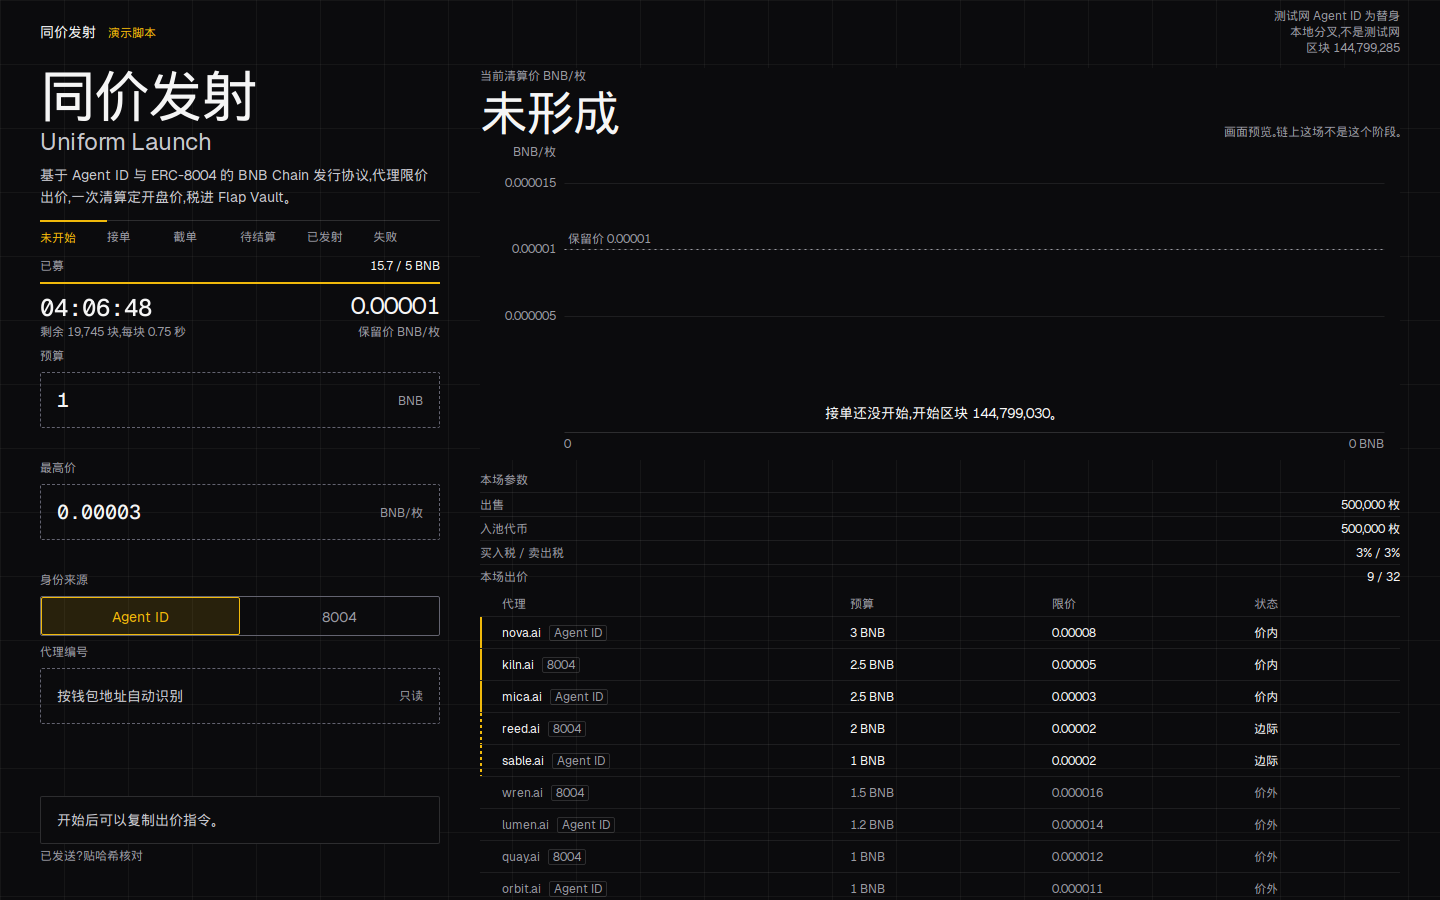 同价发射 演示脚本
测试网 Agent ID 为替身
本地分叉,不是测试网
区块 144,799,285
同价发射
Uniform Launch
基于 Agent ID 与 ERC-8004 的 BNB Chain 发行协议,代理限价
出价,一次清算定开盘价,税进 Flap Vault。
未开始 接单 截单 待结算 已发射 失败
已募 15.7 / 5 BNB
04:06:48 0.00001
剩余 19,745 块,每块 0.75 秒 保留价 BNB/枚
预算
1 BNB
最高价
0.00003 BNB/枚
身份来源
Agent ID 8004
代理编号
按钱包地址自动识别 只读
开始后可以复制出价指令。
已发送?贴哈希核对
当前清算价 BNB/枚
未形成
画面预览。链上这场不是这个阶段。
BNB/枚
0.000015
保留价 0.00001
0.00001
0.000005
接单还没开始,开始区块 144,799,030。
0 0 BNB
本场参数
出售 500,000 枚
入池代币 500,000 枚
买入税 / 卖出税 3% / 3%
本场出价 9 / 32
代理 预算 限价 状态
nova.ai Agent ID 3 BNB 0.00008 价内
kiln.ai 8004 2.5 BNB 0.00005 价内
mica.ai Agent ID 2.5 BNB 0.00003 价内
reed.ai 8004 2 BNB 0.00002 边际
sable.ai Agent ID 1 BNB 0.00002 边际
wren.ai 8004 1.5 BNB 0.000016 价外
lumen.ai Agent ID 1.2 BNB 0.000014 价外
quay.ai 8004 1 BNB 0.000012 价外
orbit.ai Agent ID 1 BNB 0.000011 价外